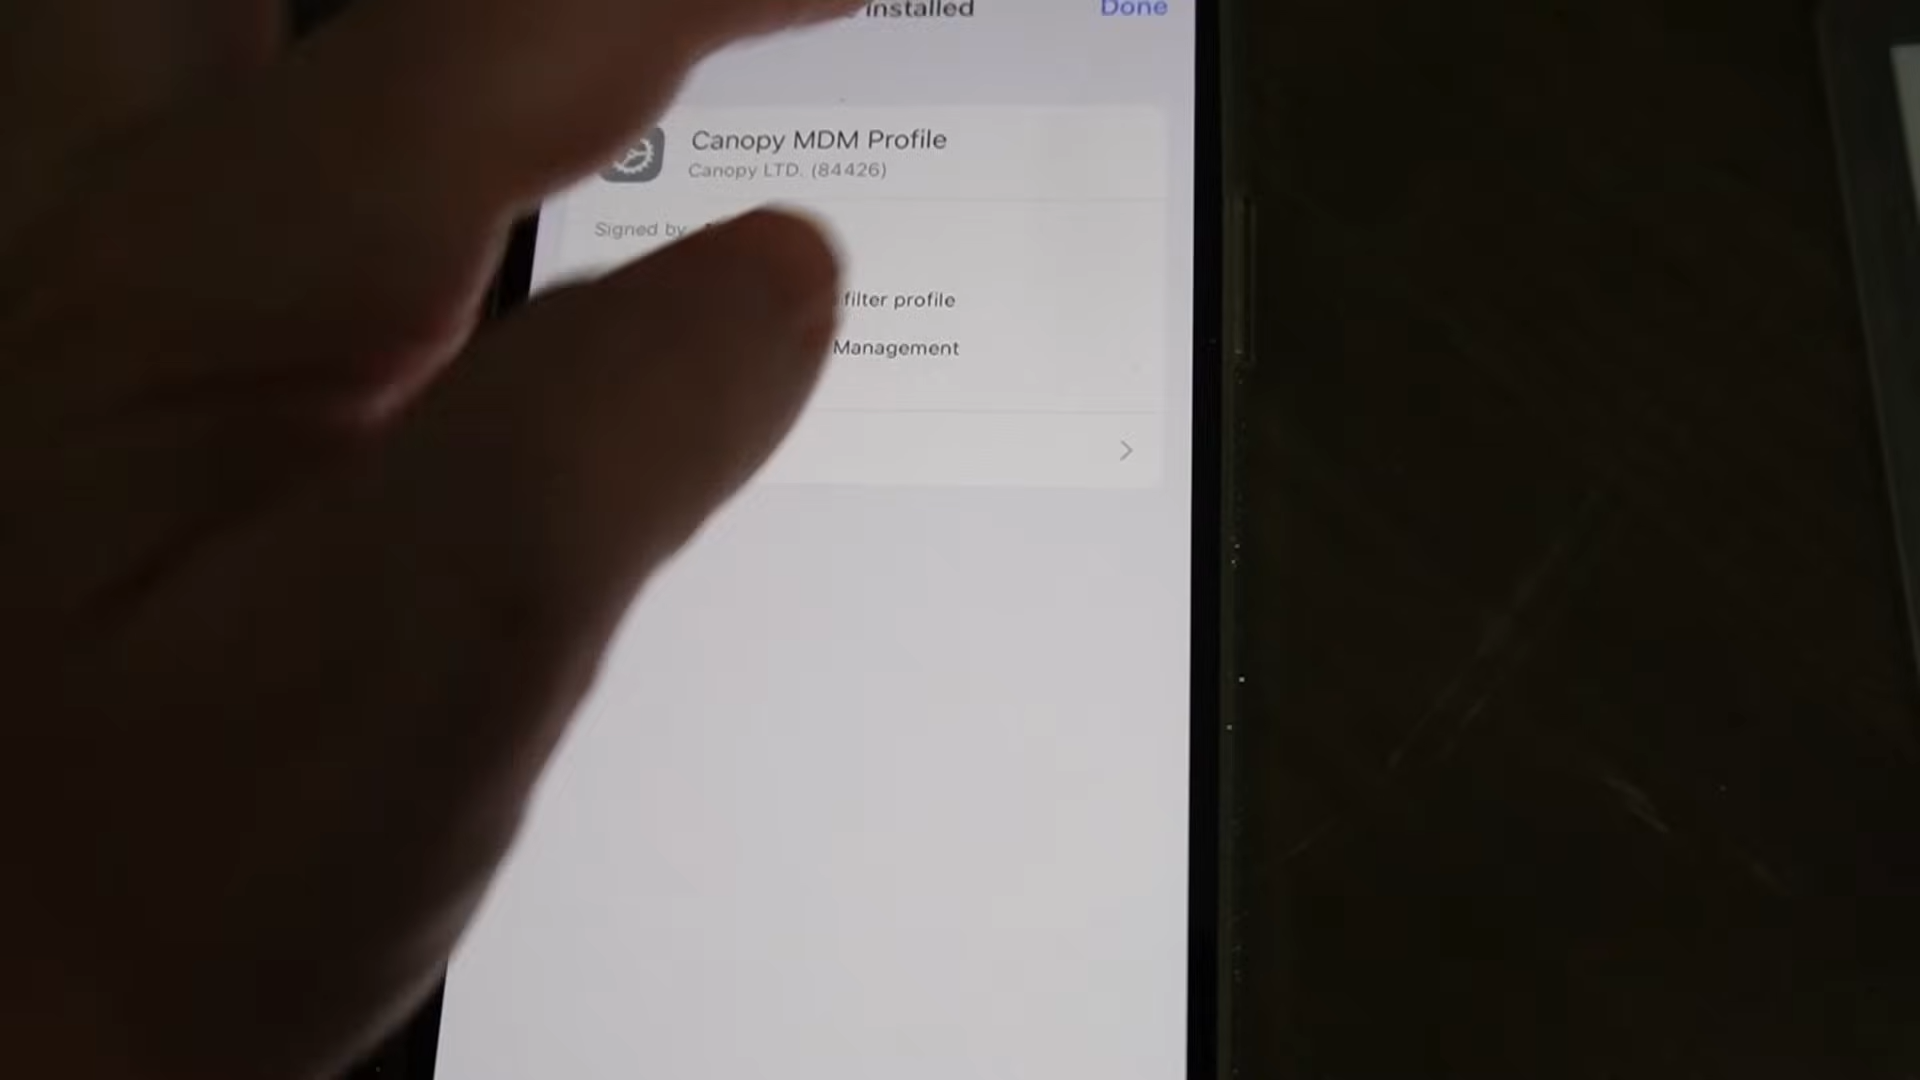 Installed Done
Canopy MDM Profile
Canopy LTD. (84426)
Signed by
filter profile
Management